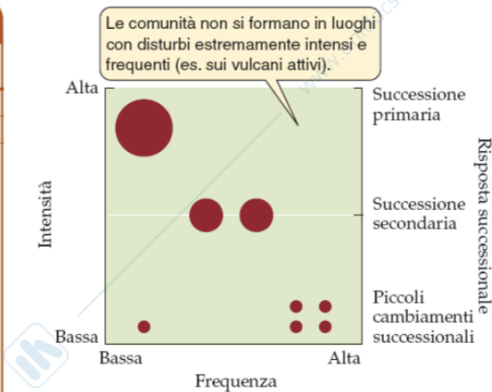 Le comunità non si formano in luoghi
con disturbi estremamente intensi e
frequenti (es. sui vulcani attivi).
Alta
Successione
primaria
Intensità
Successione
secondaria
Risposta successionale
Piccoli
cambiamenti
successionali
Bassa
Bassa
Alta
Frequenza